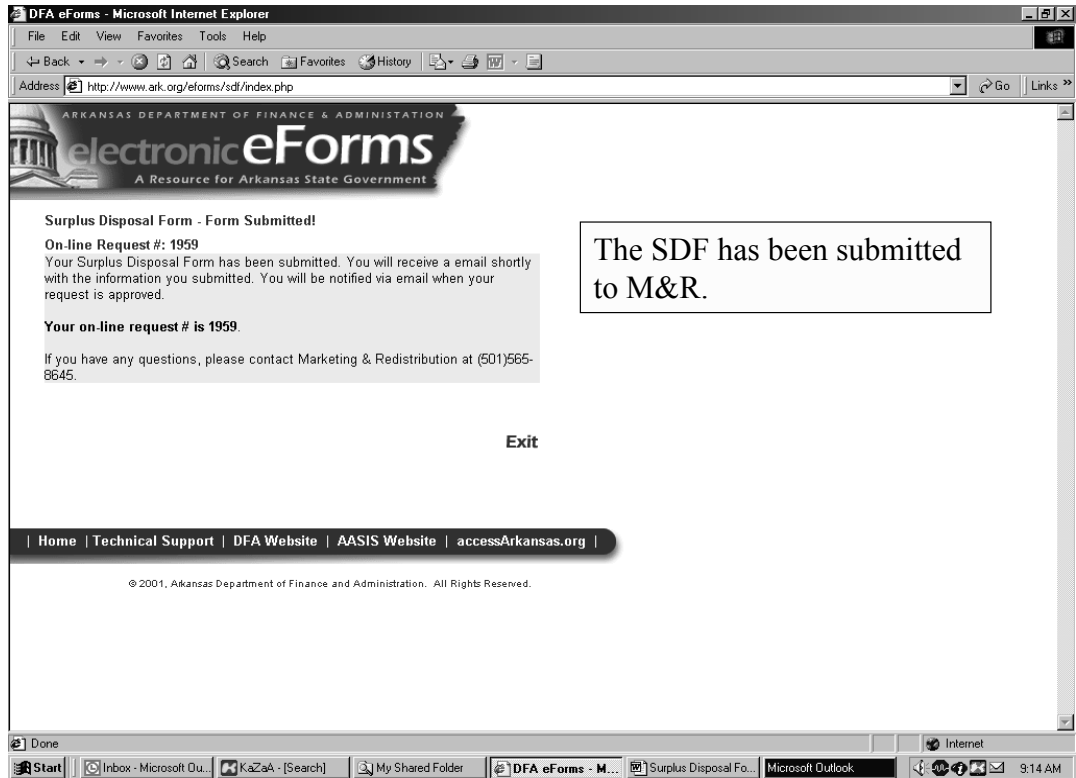 DFA eForms - Microsoft Internet Explorer
File Edit View Favorites Tools Help
Back Search Favorites History
Address http://www.ark.org/eforms/sdf/index.php Go Links »
ARKANSAS DEPARTMENT OF FINANCE & ADMINISTATION
electronic eForms
A Resource for Arkansas State Government
Surplus Disposal Form - Form Submitted!
On-line Request #: 1959
Your Surplus Disposal Form has been submitted. You will receive a email shortly
with the information you submitted. You will be notified via email when your
request is approved.
Your on-line request # is 1959.
If you have any questions, please contact Marketing & Redistribution at (501)565-
8645.
The SDF has been submitted
to M&R.
Exit
| Home | Technical Support | DFA Website | AASIS Website | accessArkansas.org |
© 2001, Arkansas Department of Finance and Administration. All Rights Reserved.
Done Internet
Start Inbox - Microsoft Ou... KaZaA - [Search] My Shared Folder DFA eForms - M... Surplus Disposal Fo... Microsoft Outlook 9:14 AM